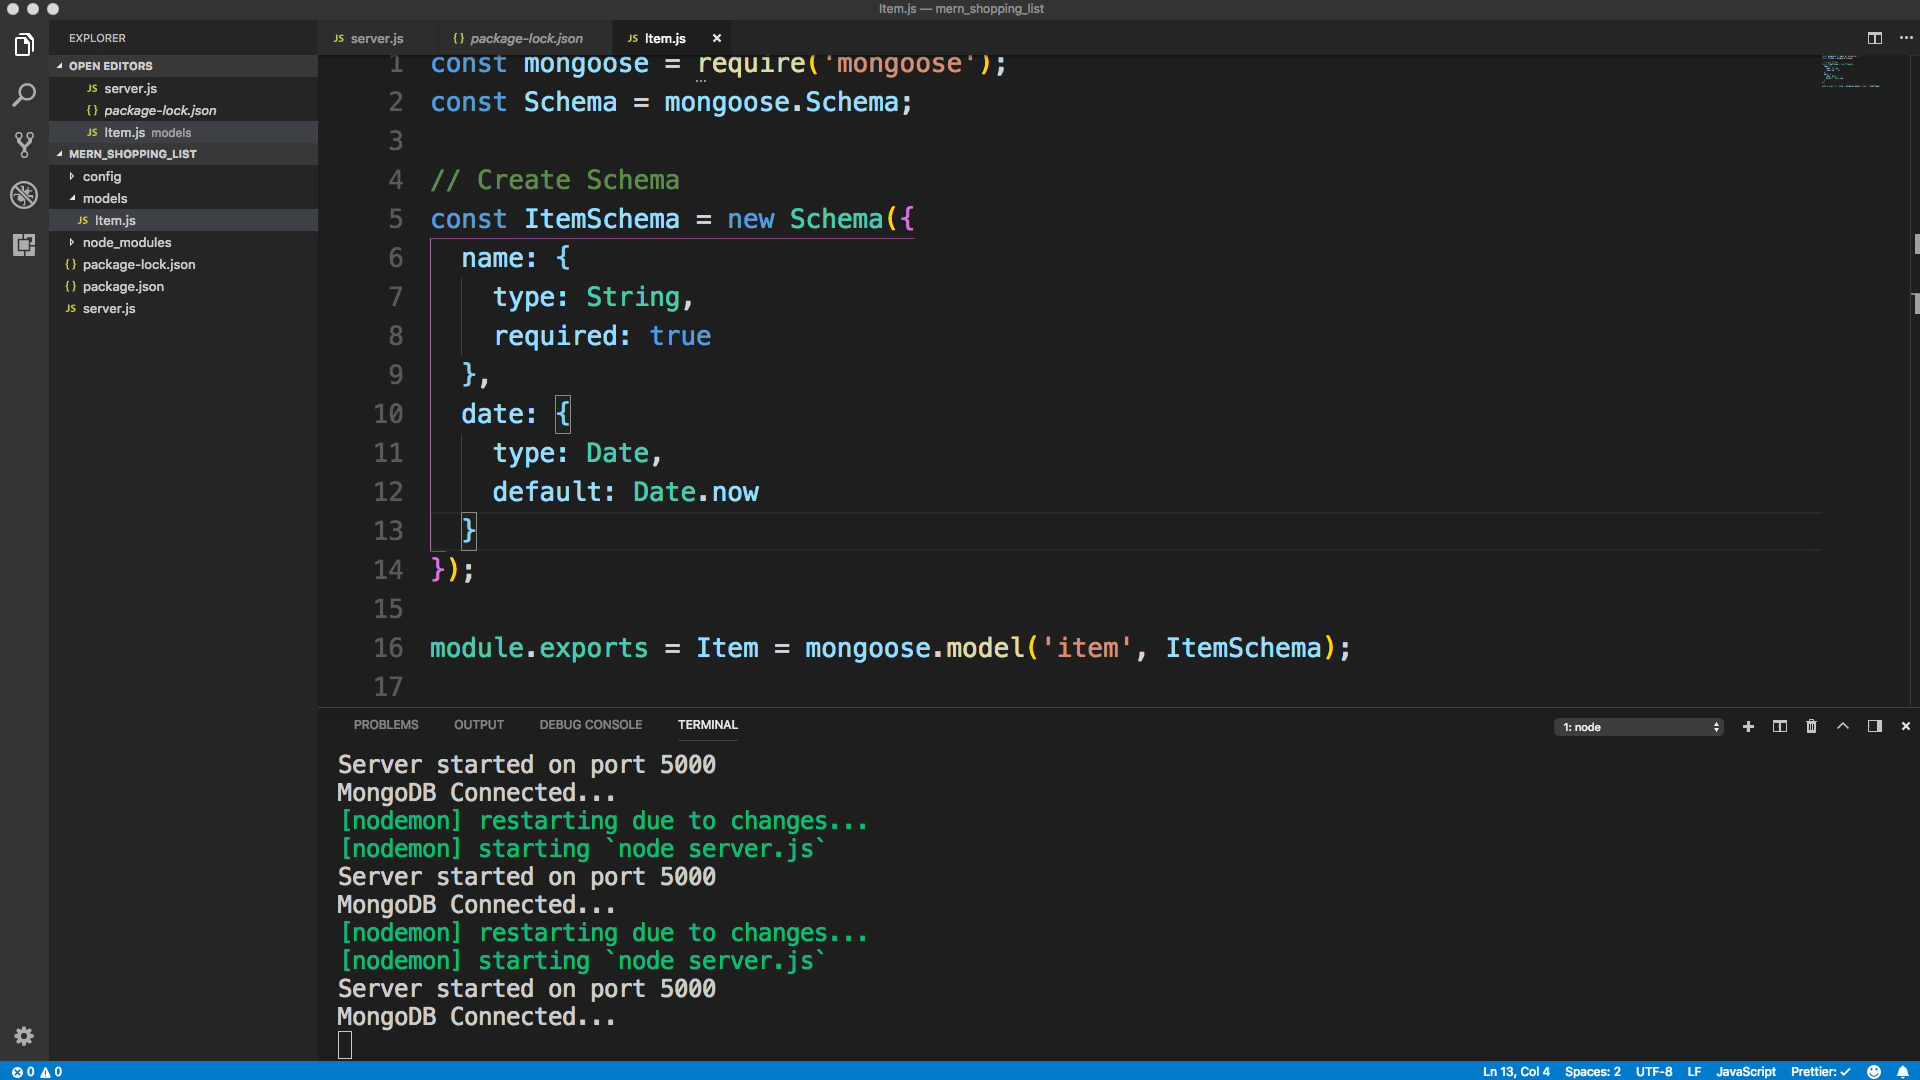 Item.js — mern_shopping_list
EXPLORER
OPEN EDITORS
JS server.js
{} package-lock.json
JS Item.js models
MERN_SHOPPING_LIST
config
models
JS Item.js
node_modules
{} package-lock.json
{} package.json
JS server.js
JS server.js {} package-lock.json JS Item.js ×
1 const mongoose = require('mongoose');
2 const Schema = mongoose.Schema;
3
4 // Create Schema
5 const ItemSchema = new Schema({
6 name: {
7 type: String,
8 required: true
9 },
10 date: {
11 type: Date,
12 default: Date.now
13 }
14 });
15
16 module.exports = Item = mongoose.model('item', ItemSchema);
17
PROBLEMS OUTPUT DEBUG CONSOLE TERMINAL 1: node
Server started on port 5000
MongoDB Connected...
[nodemon] restarting due to changes...
[nodemon] starting `node server.js`
Server started on port 5000
MongoDB Connected...
[nodemon] restarting due to changes...
[nodemon] starting `node server.js`
Server started on port 5000
MongoDB Connected...
0 0 Ln 13, Col 4 Spaces: 2 UTF-8 LF JavaScript Prettier: ✓